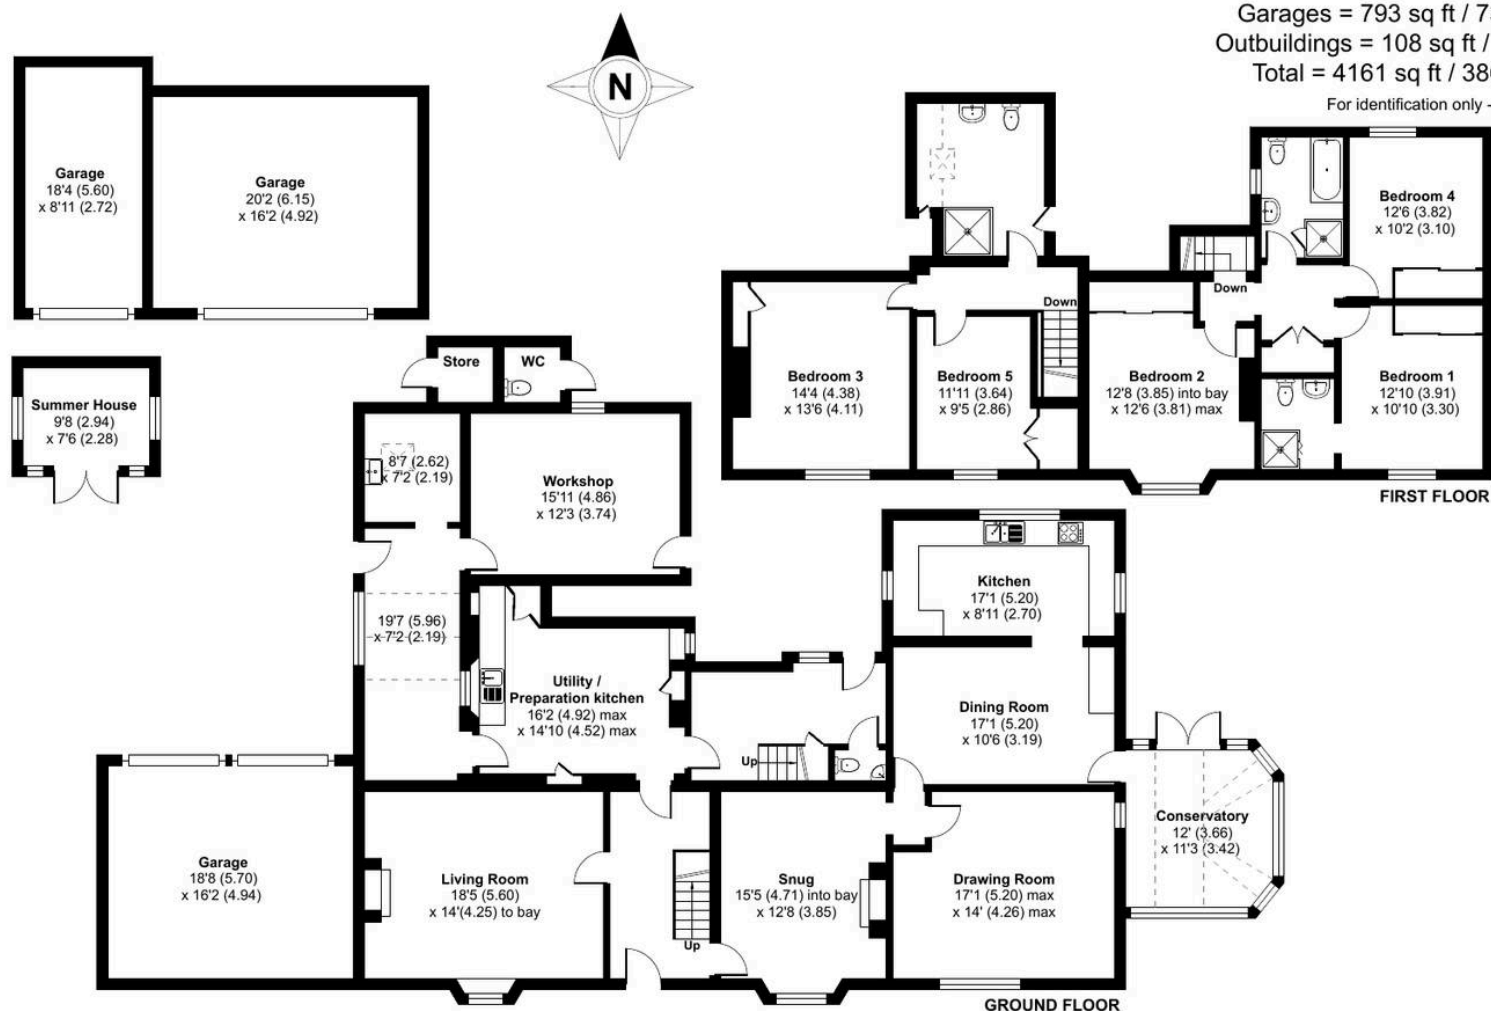 Garages = 793 sq ft / 7
Outbuildings = 108 sq ft /
Total = 4161 sq ft / 38
For identification only -
N
Garage
18'4 (5.60)
x 8'11 (2.72)
Garage
20'2 (6.15)
x 16'2 (4.92)
Summer House
9'8 (2.94)
x 7'6 (2.28)
Store
WC
8'7 (2.62)
x 7'2 (2.19)
Workshop
15'11 (4.86)
x 12'3 (3.74)
19'7 (5.96)
x 7'2 (2.19)
Utility /
Preparation kitchen
16'2 (4.92) max
x 14'10 (4.52) max
Up
Kitchen
17'1 (5.20)
x 8'11 (2.70)
Dining Room
17'1 (5.20)
x 10'6 (3.19)
Conservatory
12' (3.66)
x 11'3 (3.42)
Garage
18'8 (5.70)
x 16'2 (4.94)
Living Room
18'5 (5.60)
x 14'(4.25) to bay
Up
Snug
15'5 (4.71) into bay
x 12'8 (3.85)
Drawing Room
17'1 (5.20) max
x 14' (4.26) max
GROUND FLOOR
Bedroom 3
14'4 (4.38)
x 13'6 (4.11)
Bedroom 5
11'11 (3.64)
x 9'5 (2.86)
Down
Bedroom 2
12'8 (3.85) into bay
x 12'6 (3.81) max
Down
Bedroom 4
12'6 (3.82)
x 10'2 (3.10)
Bedroom 1
12'10 (3.91)
x 10'10 (3.30)
FIRST FLOOR